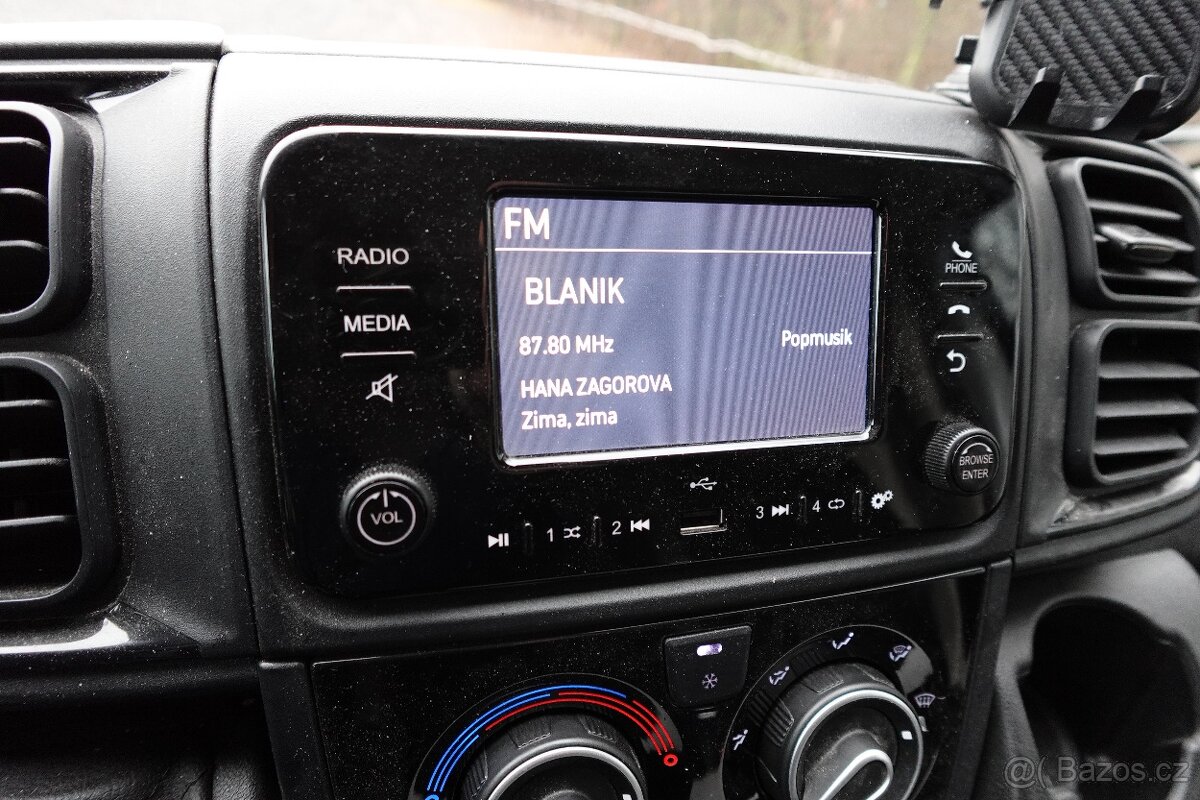 FM
BLANIK
87.80 MHz
Popmusik
HANA ZAGOROVA
Zima, zima
RADIO
MEDIA
VOL
PHONE
BROWSE
ENTER
1
2
3
4
@( Bazos.cz